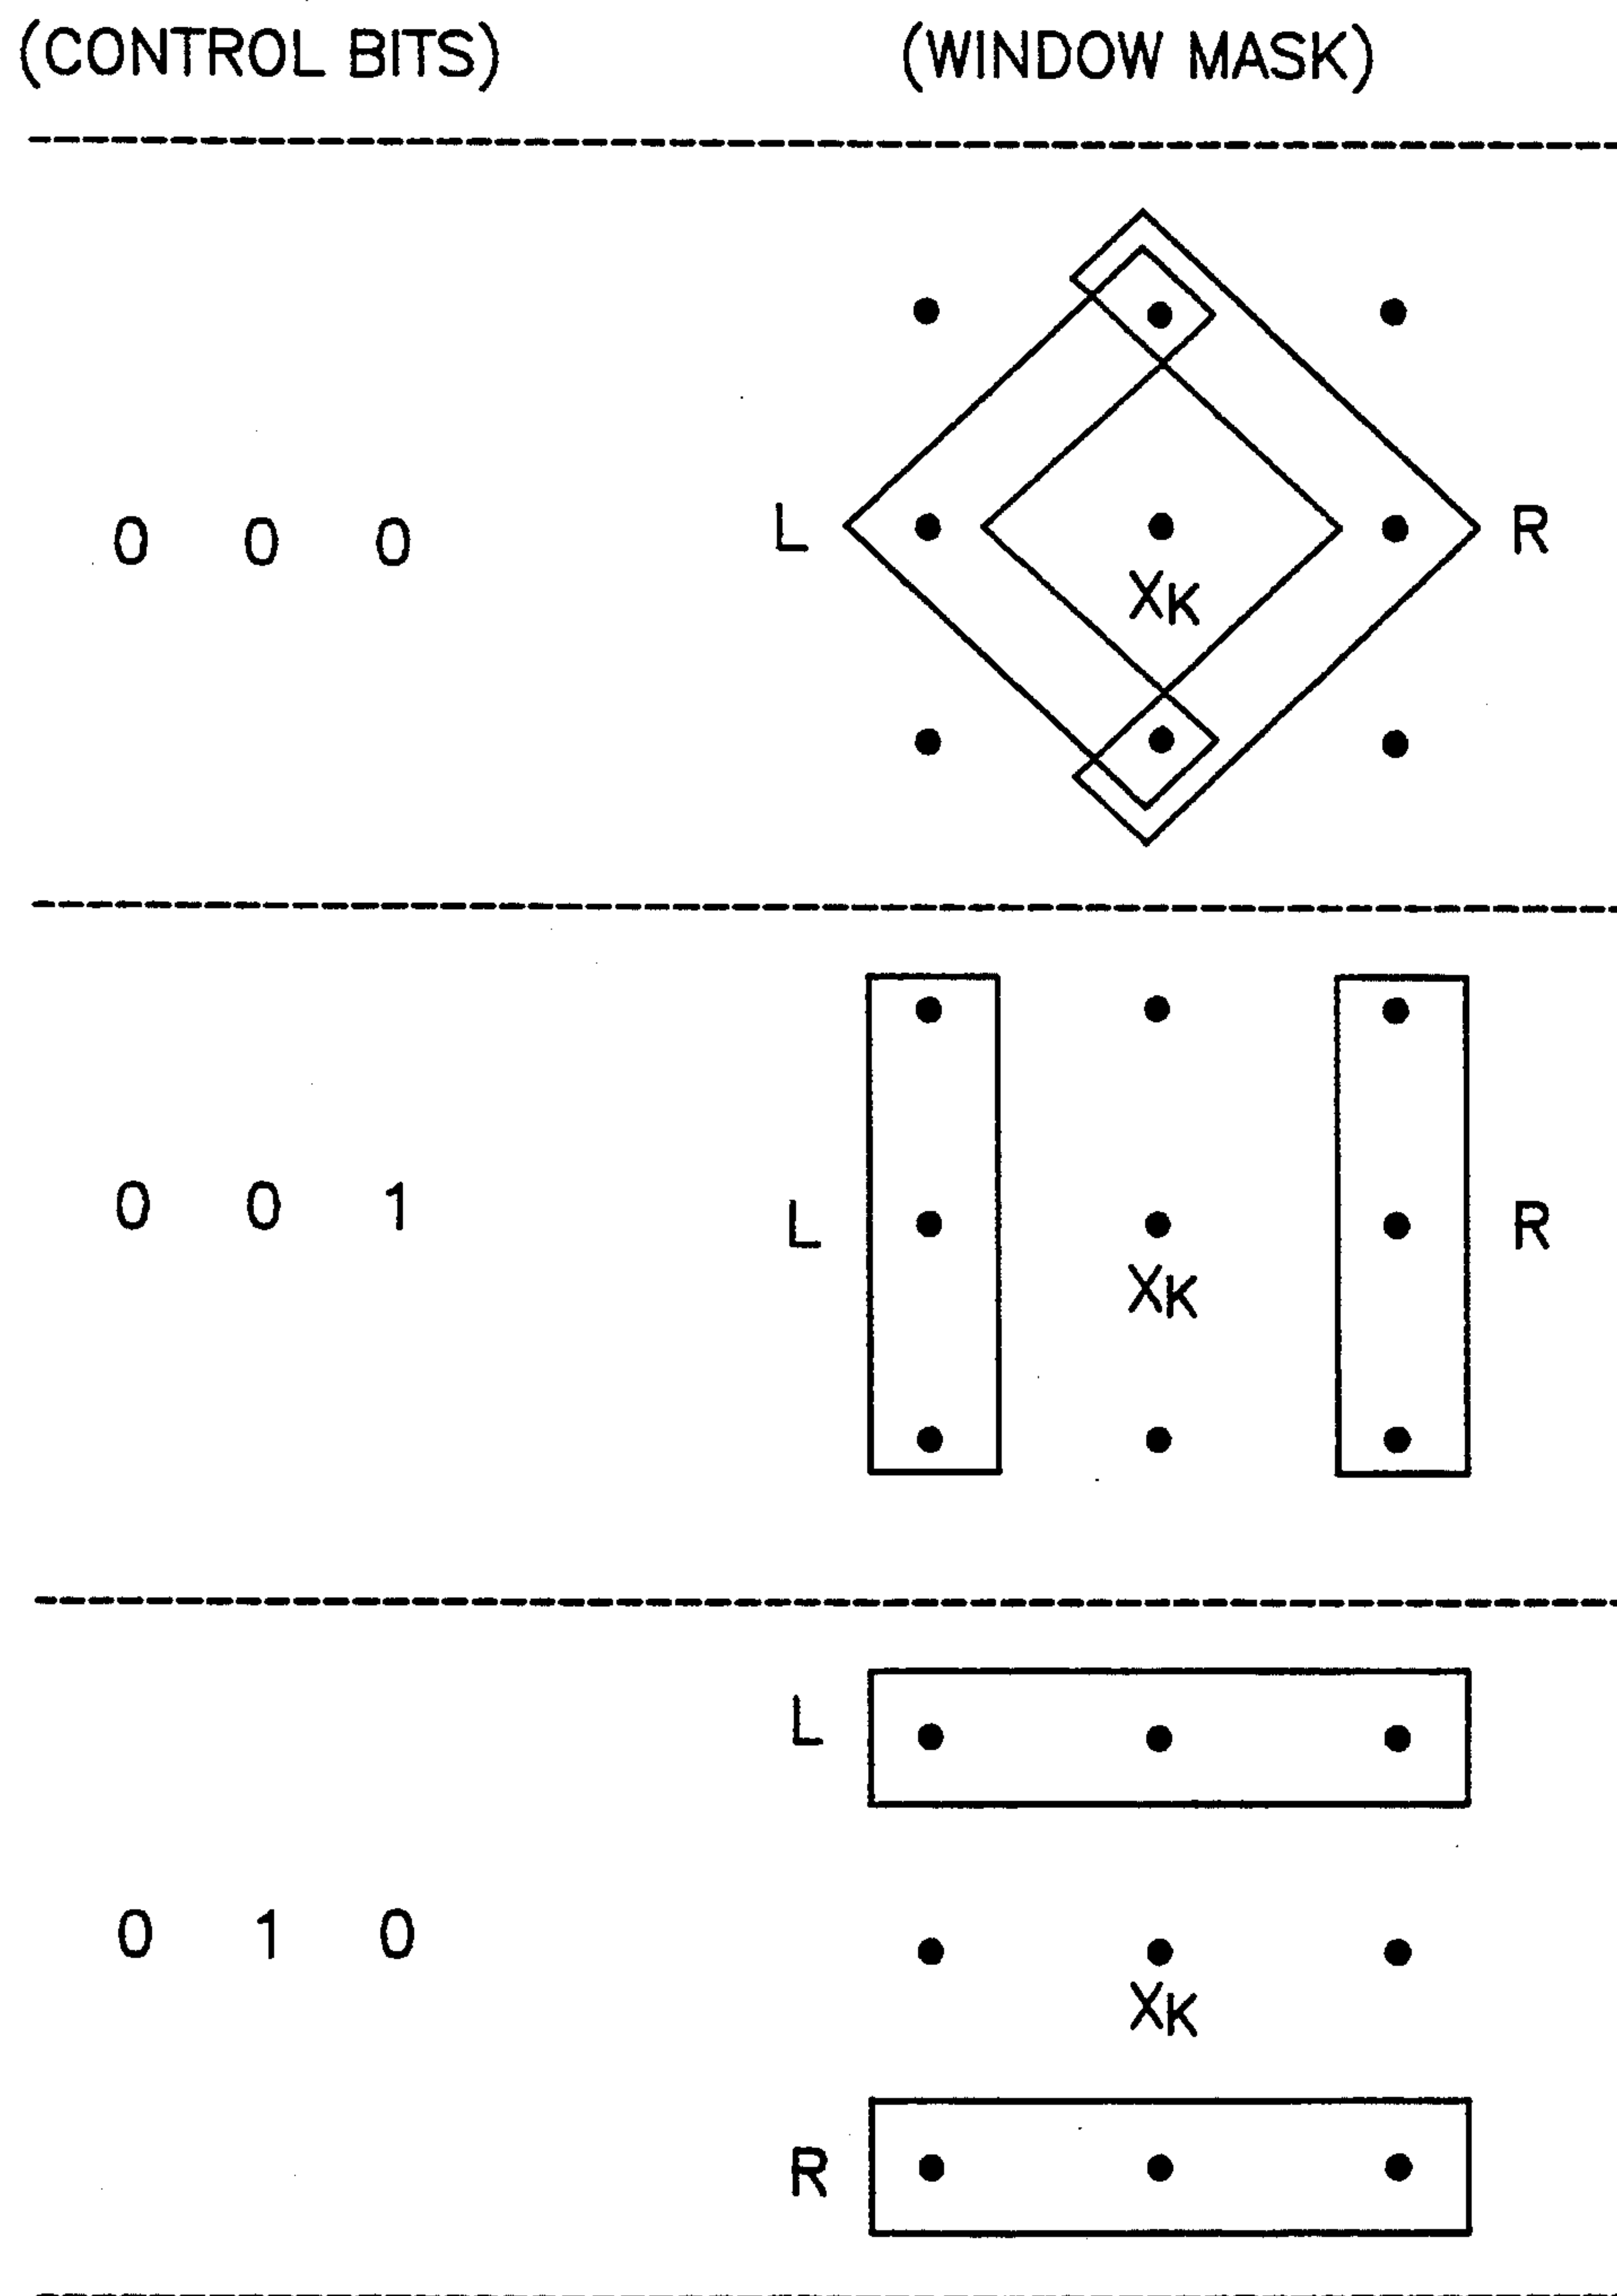 (CONTROL BITS) (WINDOW MASK)
0 0 0 L R
XK
0 0 1 L R
XK
L
0 1 0
XK
R